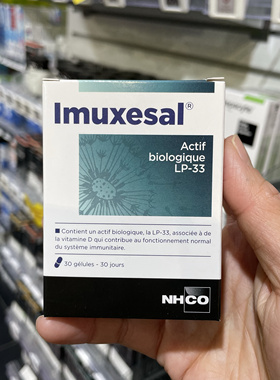 Imuxesal®
Actif
biologique
LP-33
Contient un actif biologique, la LP-33, associée à de
la vitamine D qui contribue au fonctionnement normal
du système immunitaire.
30 gélules - 30 jours
NHCO